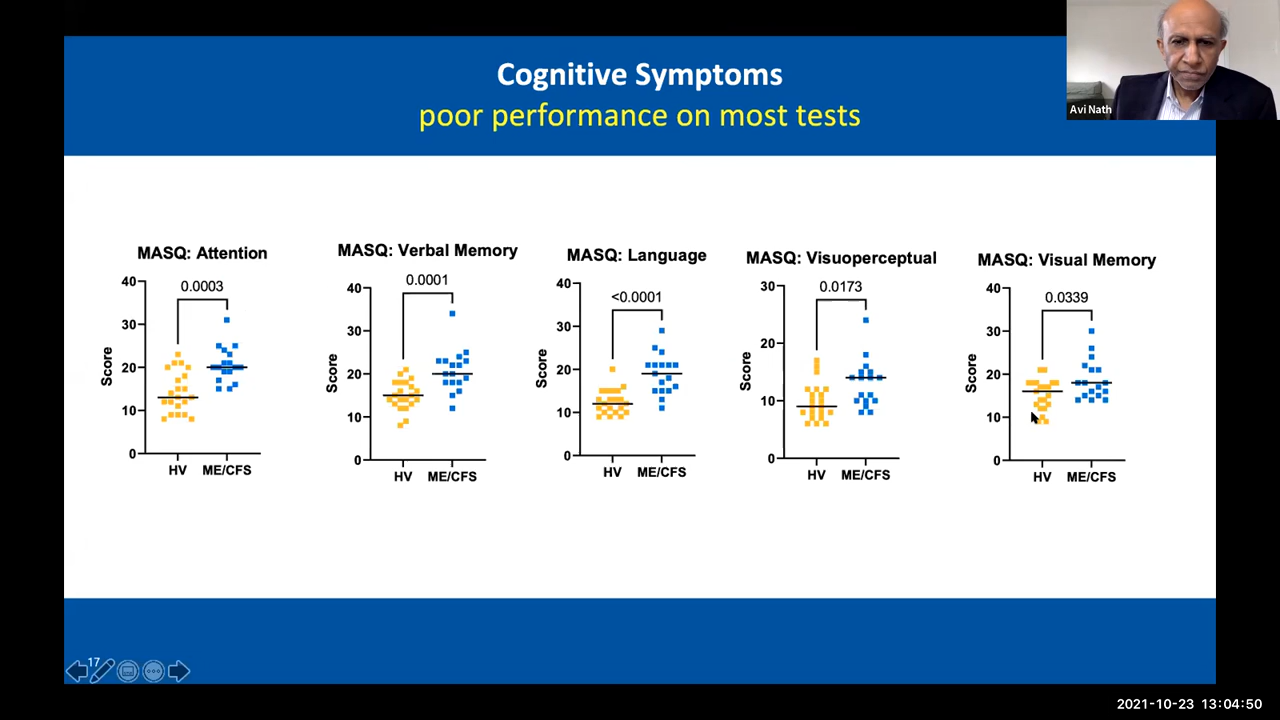 Cognitive Symptoms
poor performance on most tests
Avi Nath
MASQ: Attention
0.0003
40
30
20
10
0
Score
HV
ME/CFS
MASQ: Verbal Memory
0.0001
40
30
20
10
0
Score
HV
ME/CFS
MASQ: Language
<0.0001
40
30
20
10
0
Score
HV
ME/CFS
MASQ: Visuoperceptual
0.0173
30
20
10
0
Score
HV
ME/CFS
MASQ: Visual Memory
0.0339
40
30
20
10
0
Score
HV
ME/CFS
17
2021-10-23 13:04:50